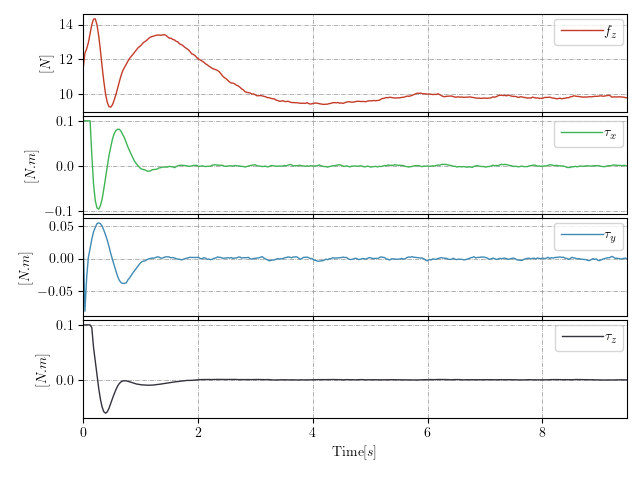 14
12
10
[N]
f_z
0.1
0.0
−0.1
[N.m]
τ_x
0.05
0.00
−0.05
[N.m]
τ_y
0.1
0.0
[N.m]
τ_z
0 2 4 6 8
Time[s]